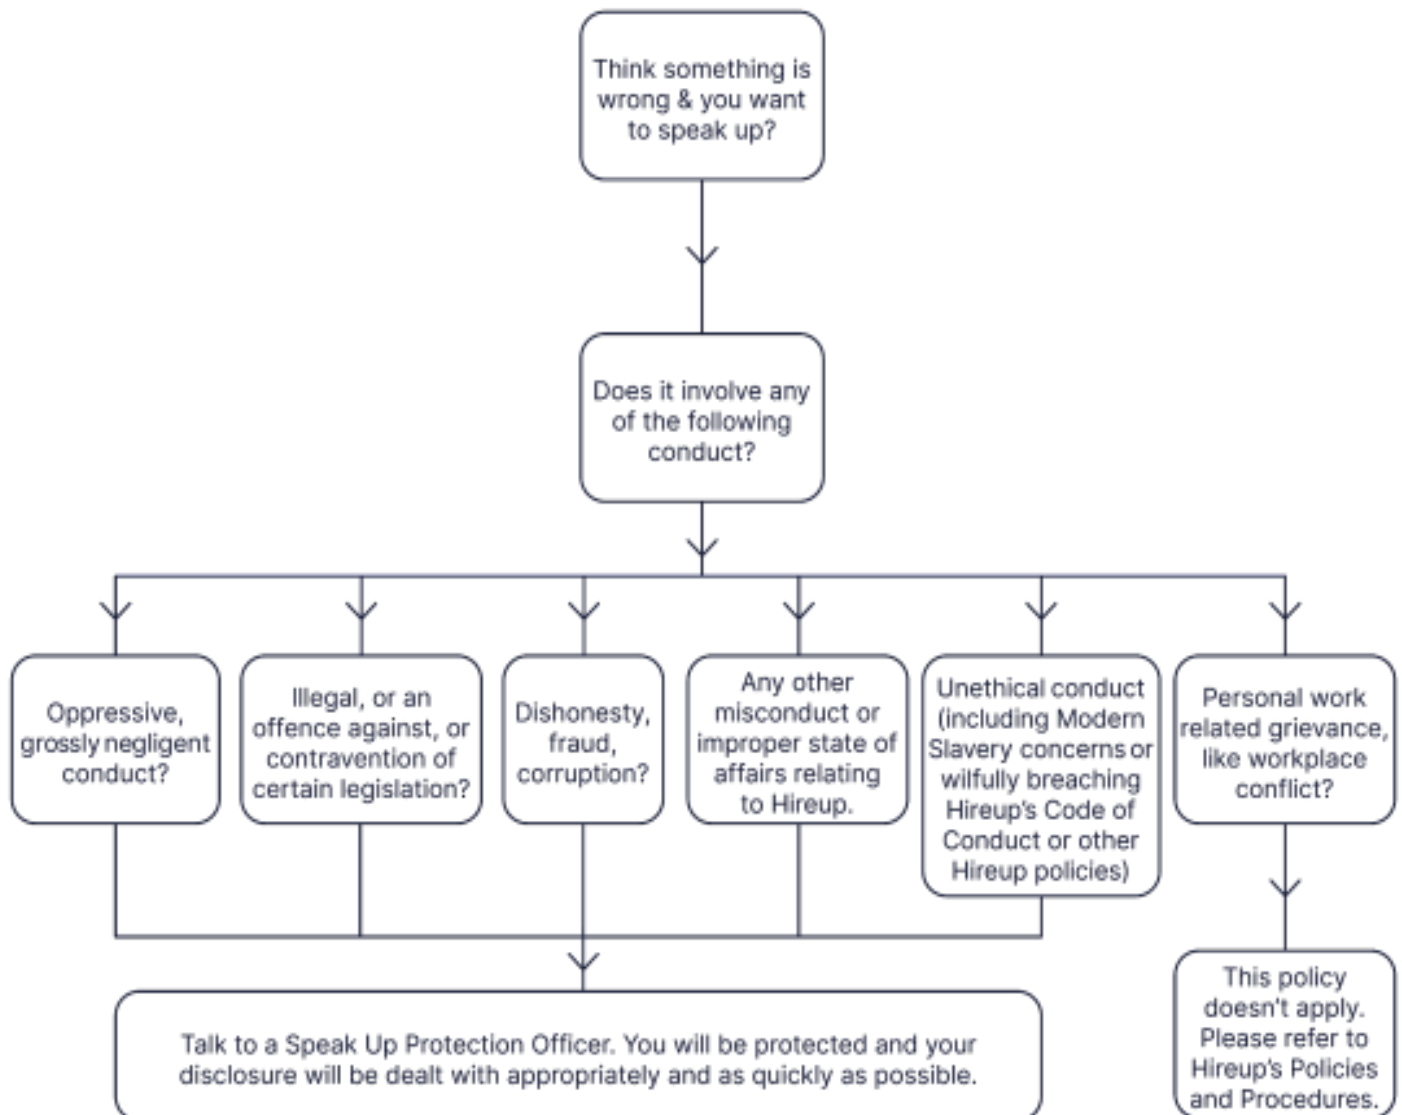 Think something is
wrong & you want
to speak up?
Does it involve any
of the following
conduct?
Oppressive,
grossly negligent
conduct?
Illegal, or an
offence against, or
contravention of
certain legislation?
Dishonesty,
fraud,
corruption?
Any other
misconduct or
improper state of
affairs relating
to Hireup.
Unethical conduct
(including Modern
Slavery concerns or
wilfully breaching
Hireup's Code of
Conduct or other
Hireup policies)
Personal work
related grievance,
like workplace
conflict?
Talk to a Speak Up Protection Officer. You will be protected and your
disclosure will be dealt with appropriately and as quickly as possible.
This policy
doesn't apply.
Please refer to
Hireup's Policies
and Procedures.